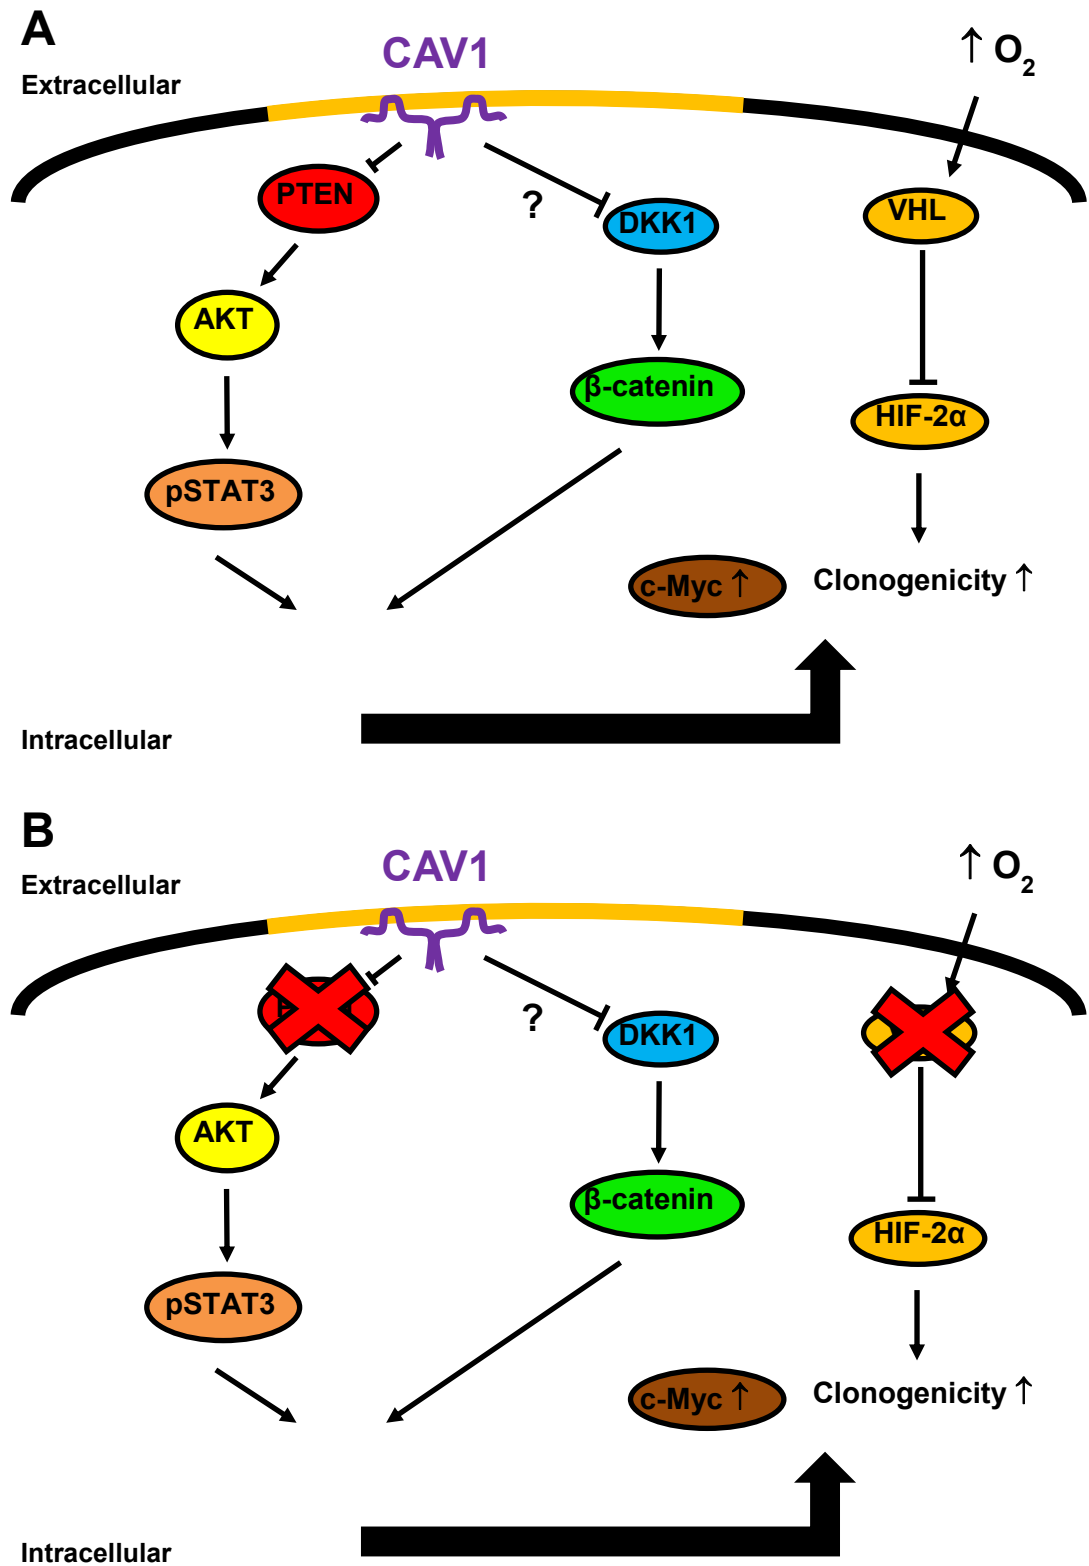 A
CAV1
↑ O2
Extracellular
PTEN
?
DKK1
VHL
AKT
β-catenin
HIF-2α
pSTAT3
c-Myc ↑
Clonogenicity ↑
Intracellular
B
CAV1
↑ O2
Extracellular
?
DKK1
AKT
β-catenin
HIF-2α
pSTAT3
c-Myc ↑
Clonogenicity ↑
Intracellular